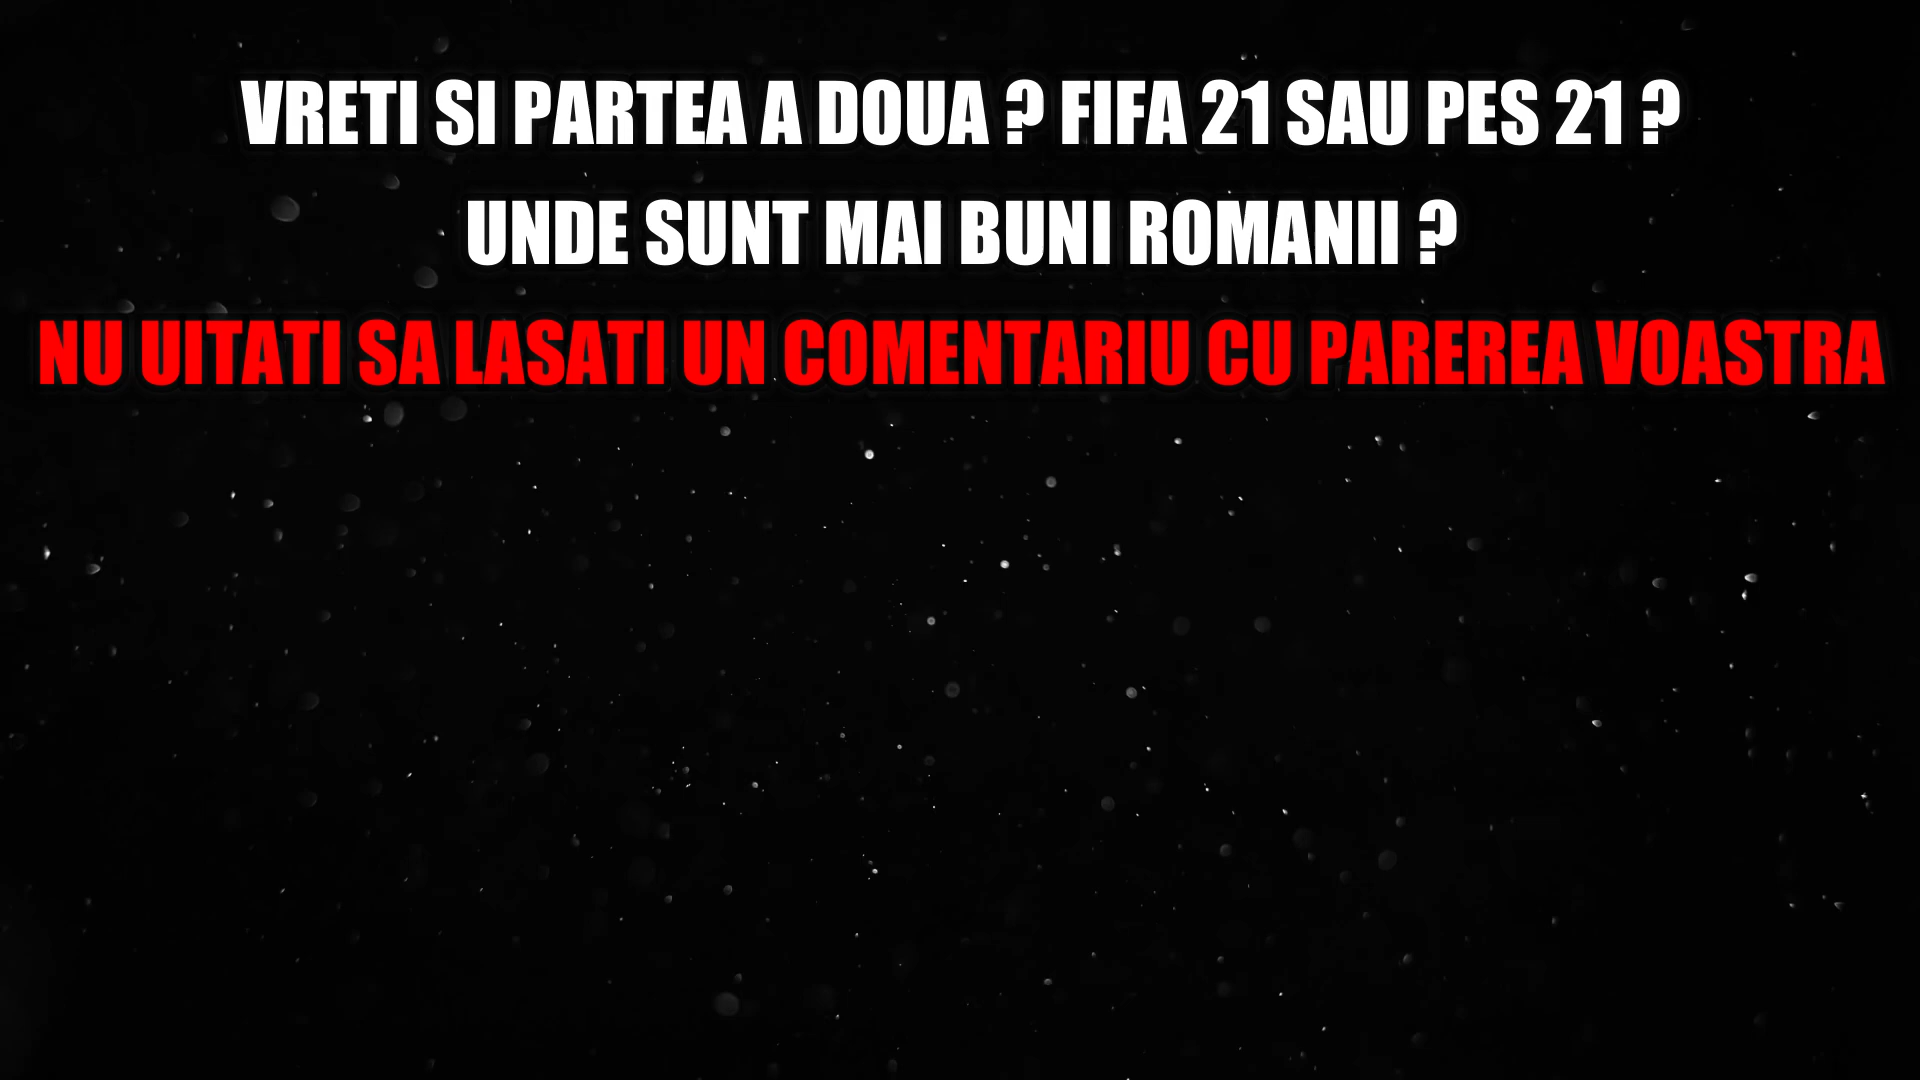 VRETI SI PARTEA A DOUA ? FIFA 21 SAU PES 21 ?
UNDE SUNT MAI BUNI ROMANII ?
NU UITATI SA LASATI UN COMENTARIU CU PAREREA VOASTRA